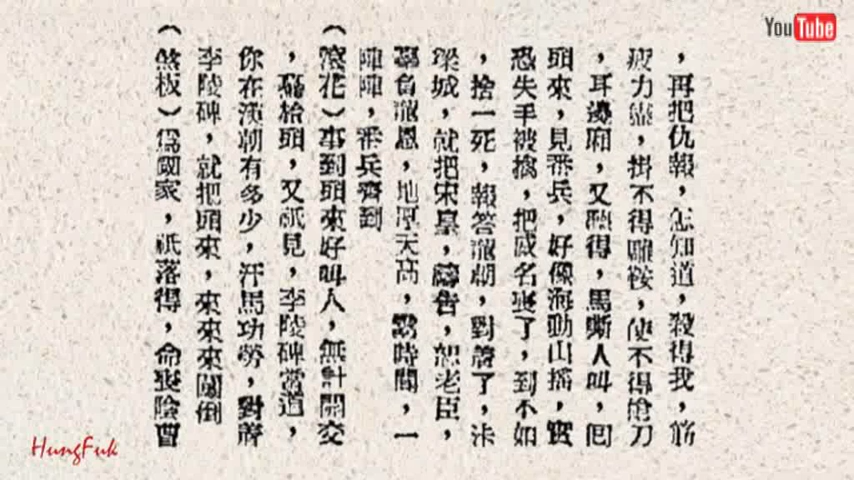 ，再把仇報，怎知道，殺得我，筋
疲力盡，掛不得雕鞍，使不得鎗刀
，耳邊廂，又聽得，馬嘶人叫，回
頭來，見番兵，好像海動山搖，實
恐失手被擒，把威名喪了，到不如
，捨一死，報答龍朝，對着了，汴
梁城，就把宋皇，禱告，恕老臣，
辜負龍恩，地厚天高，霎時間，一
陣陣，番兵齊到
（滾花）事到頭來好叫人，無計開交
，抬頭，又祇見，李陵碑當道，
你在漢朝有多少，汗馬功勞，對着
李陵碑，就把頭來，來來來闖倒
（煞板）爲國家，祇落得，命喪陰曹
YouTube
HungFuk